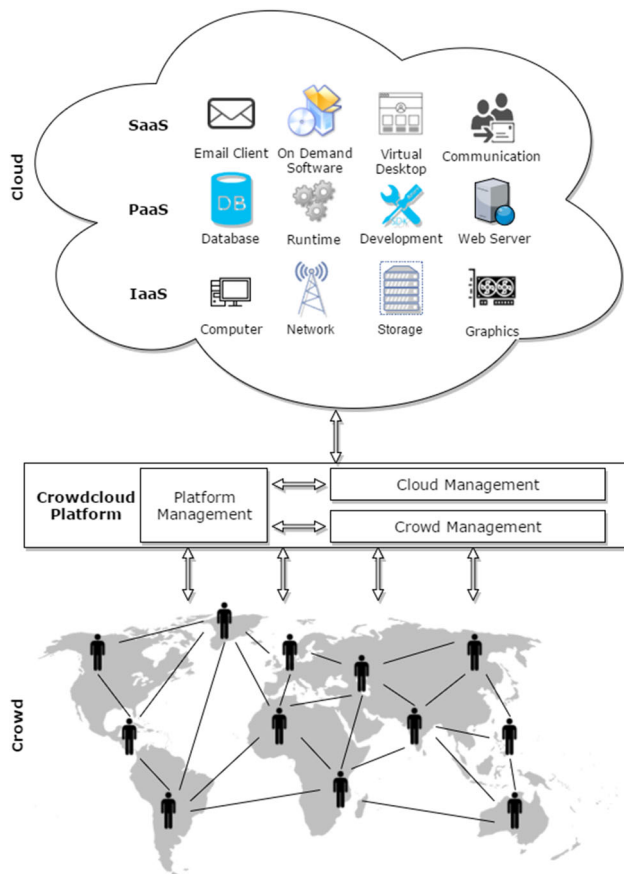 Cloud
SaaS
Email Client
On Demand
Software
Virtual
Desktop
Communication
PaaS
DB
Database
Runtime
Development
Web Server
IaaS
Computer
Network
Storage
Graphics
Crowdcloud
Platform
Platform
Management
Cloud Management
Crowd Management
Crowd